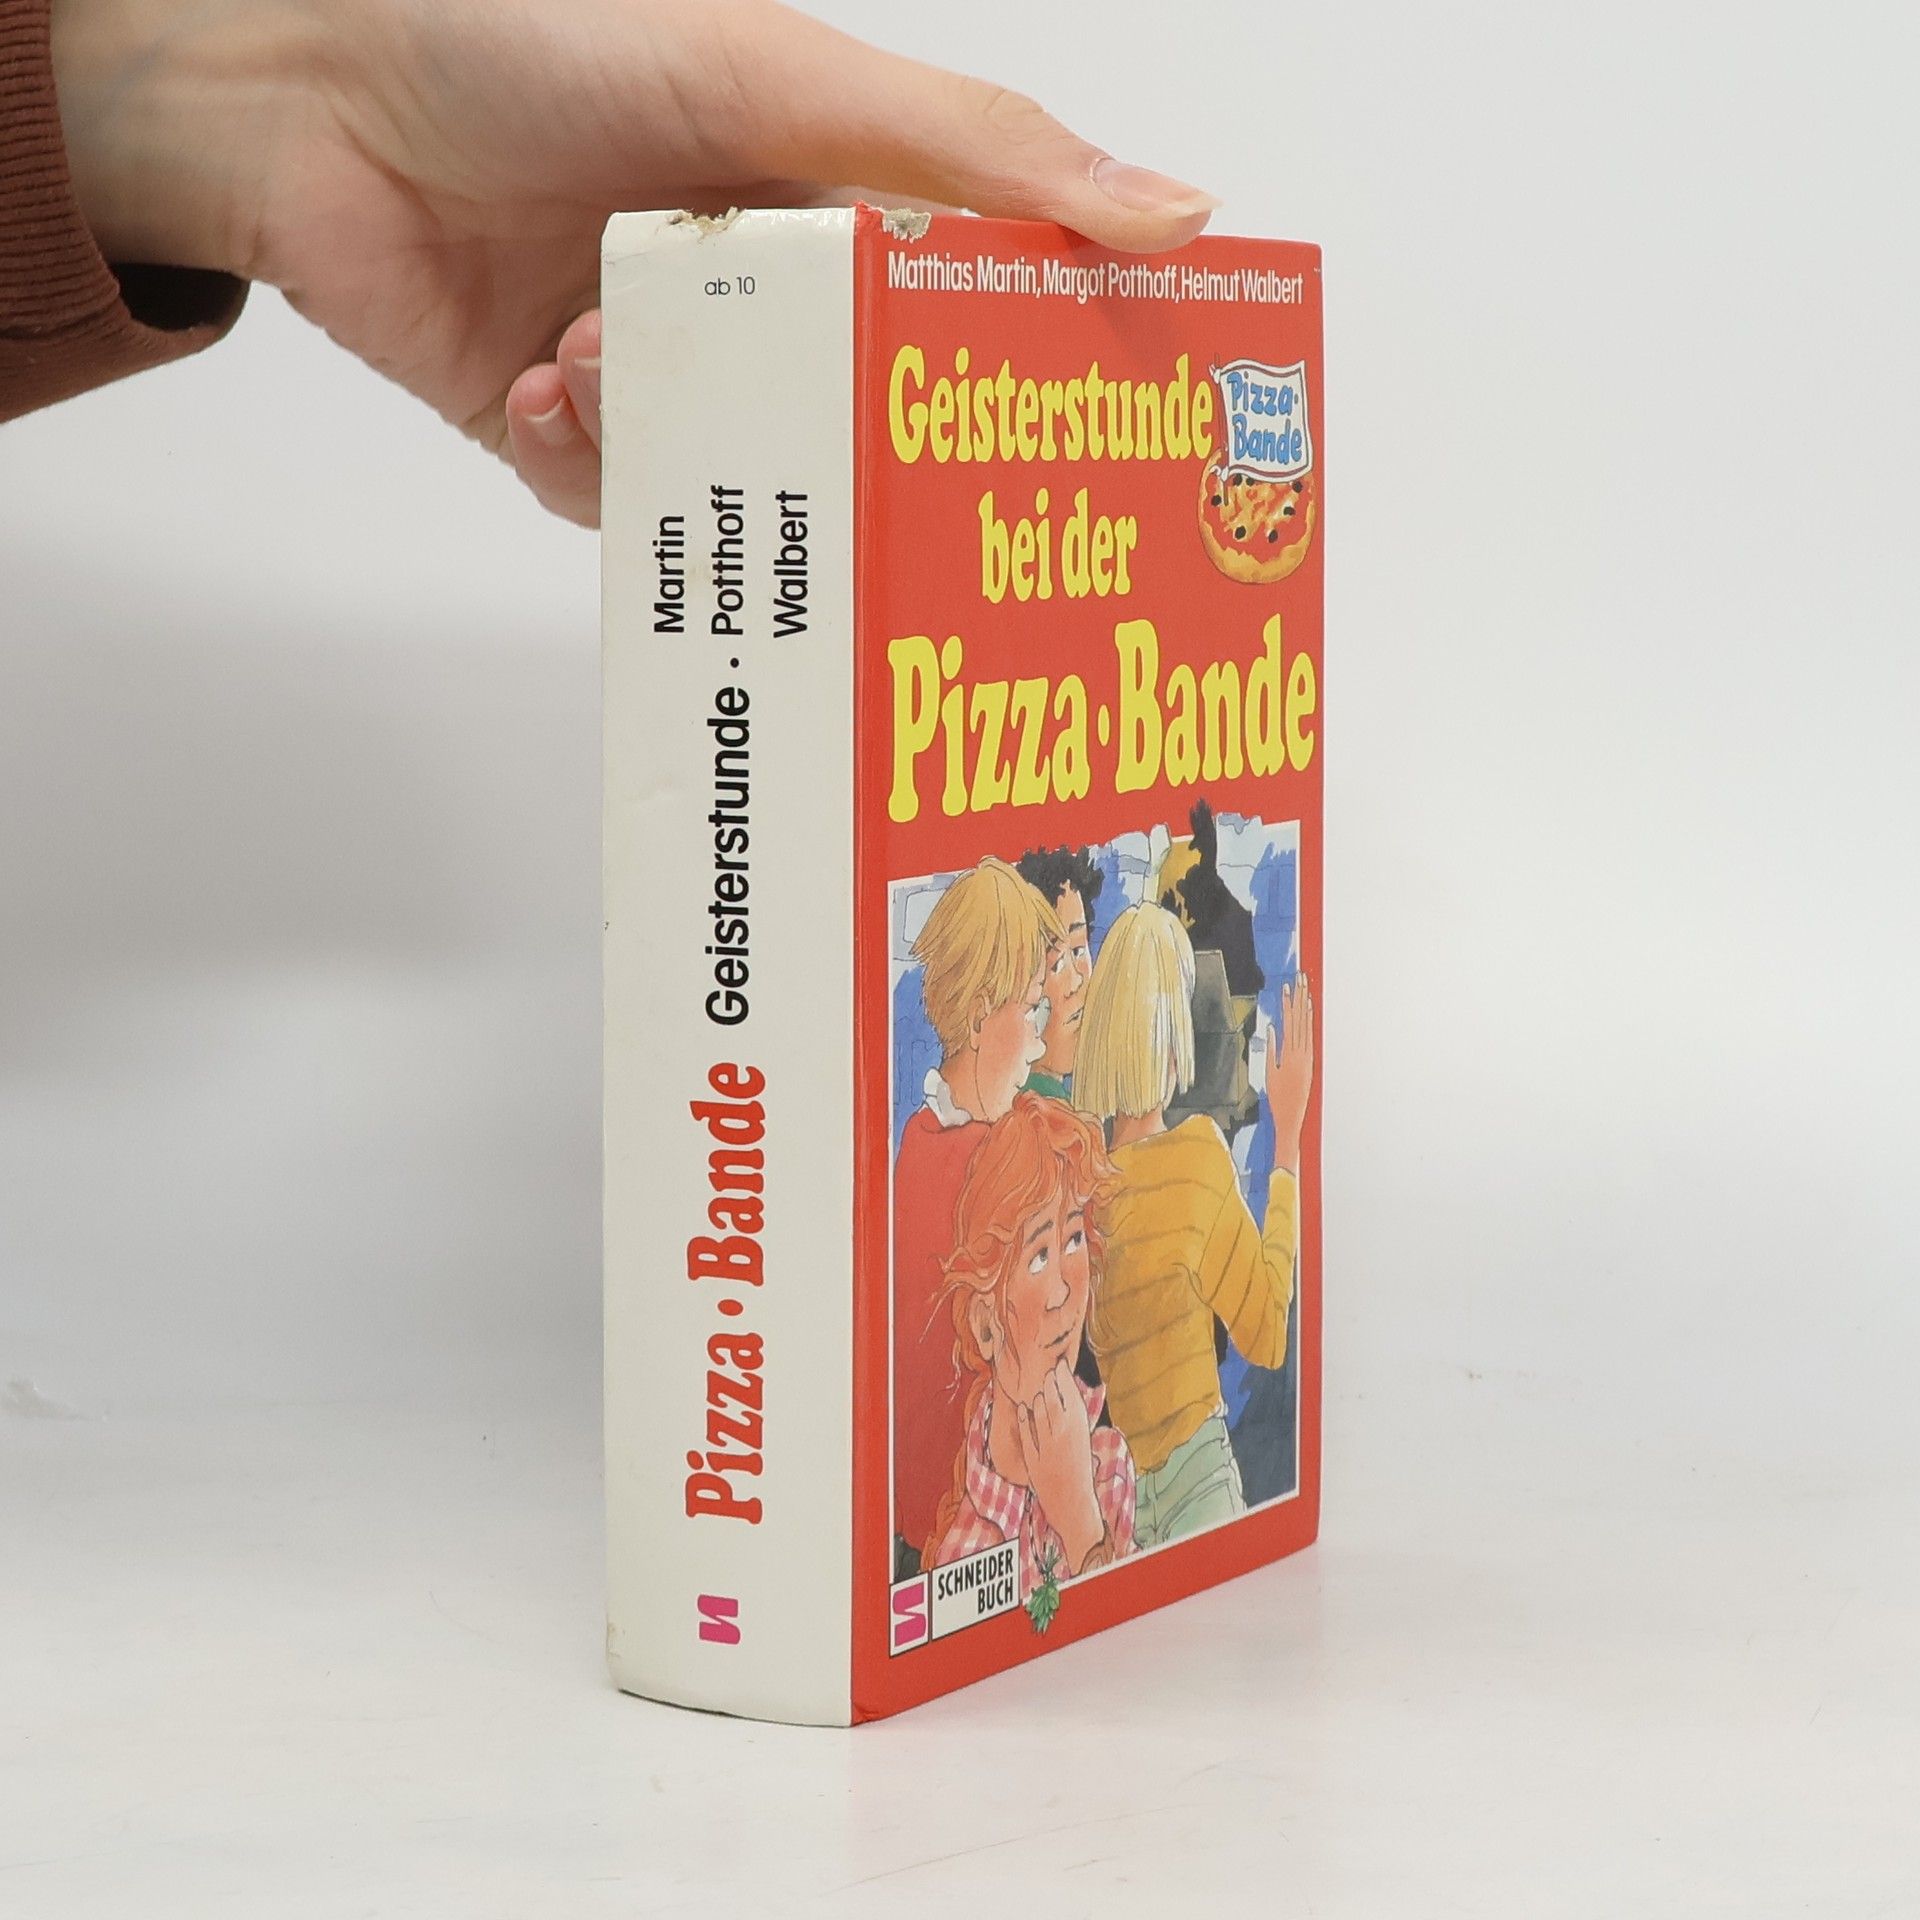 ab 10
Martin
Pizza·Bande Geisterstunde · Potthoff
Walbert
Matthias Martin, Margot Potthoff, Helmut Walbert
Geisterstunde
bei der
Pizza·Bande
Pizza·
Bande
SCHNEIDER
BUCH